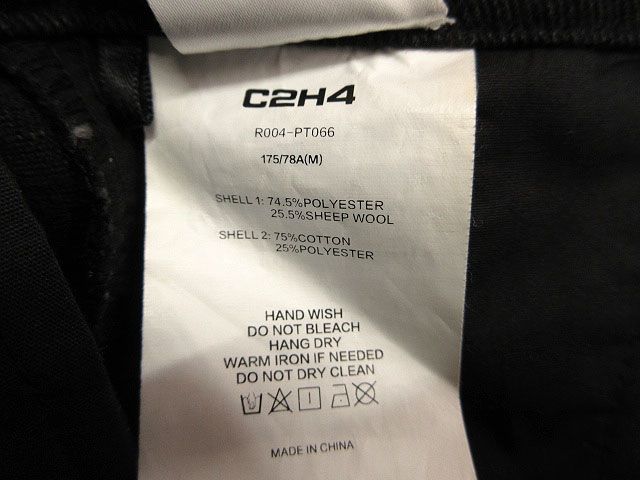 C2H4
R004-PT066
175/78A(M)
SHELL 1: 74.5%POLYESTER
25.5%SHEEP WOOL
SHELL 2: 75%COTTON
25%POLYESTER
HAND WISH
DO NOT BLEACH
HANG DRY
WARM IRON IF NEEDED
DO NOT DRY CLEAN
MADE IN CHINA